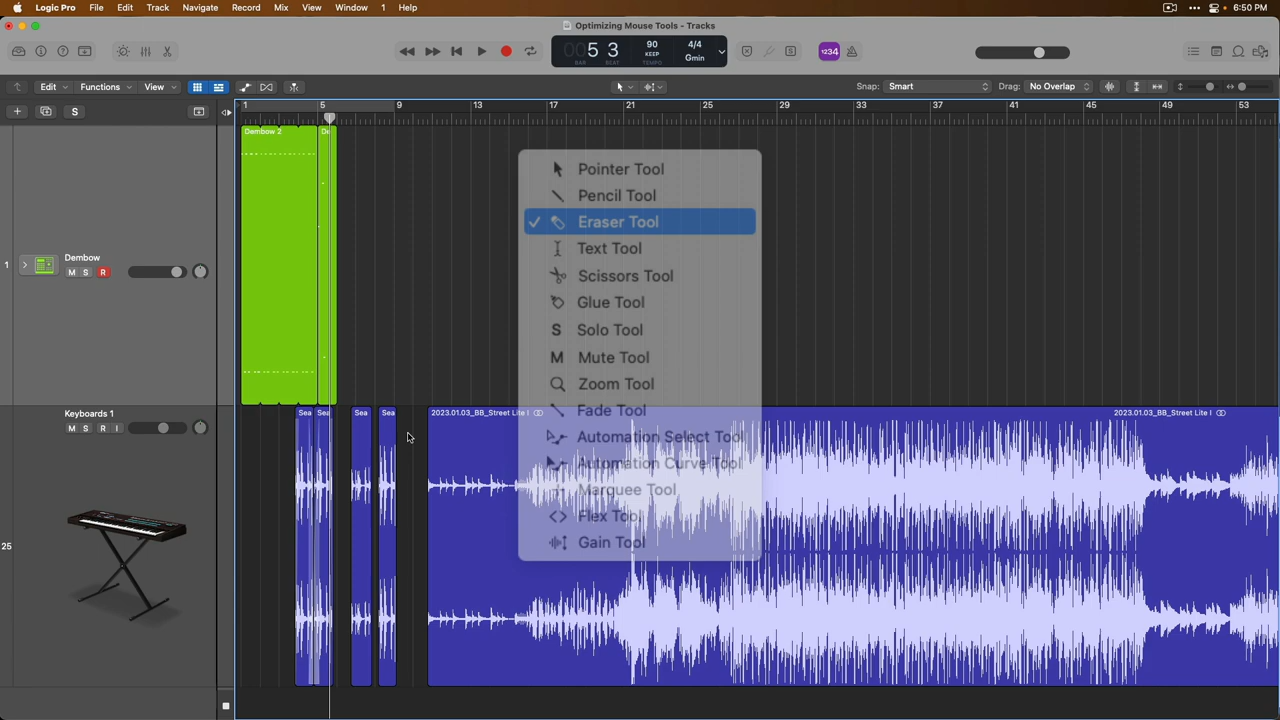 Logic Pro File Edit Track Navigate Record Mix View Window 1 Help 6:50 PM
Optimizing Mouse Tools - Tracks
005 3 90 4/4
BAR BEAT KEEP TEMPO Gmin
1234
Edit Functions View Snap: Smart Drag: No Overlap
S
1 5 9 13 17 21 25 29 33 37 41 45 49 53
Dembow 2 De
Pointer Tool
Pencil Tool
Eraser Tool
Text Tool
Scissors Tool
Glue Tool
S Solo Tool
M Mute Tool
Zoom Tool
Fade Tool
Automation Select Tool
Automation Curve Tool
Marquee Tool
Flex Tool
Gain Tool
1 Dembow
M S R
Keyboards 1
M S R I
25
Sea Sea Sea Sea 2023.01.03_BB_Street Lite I 2023.01.03_BB_Street Lite I